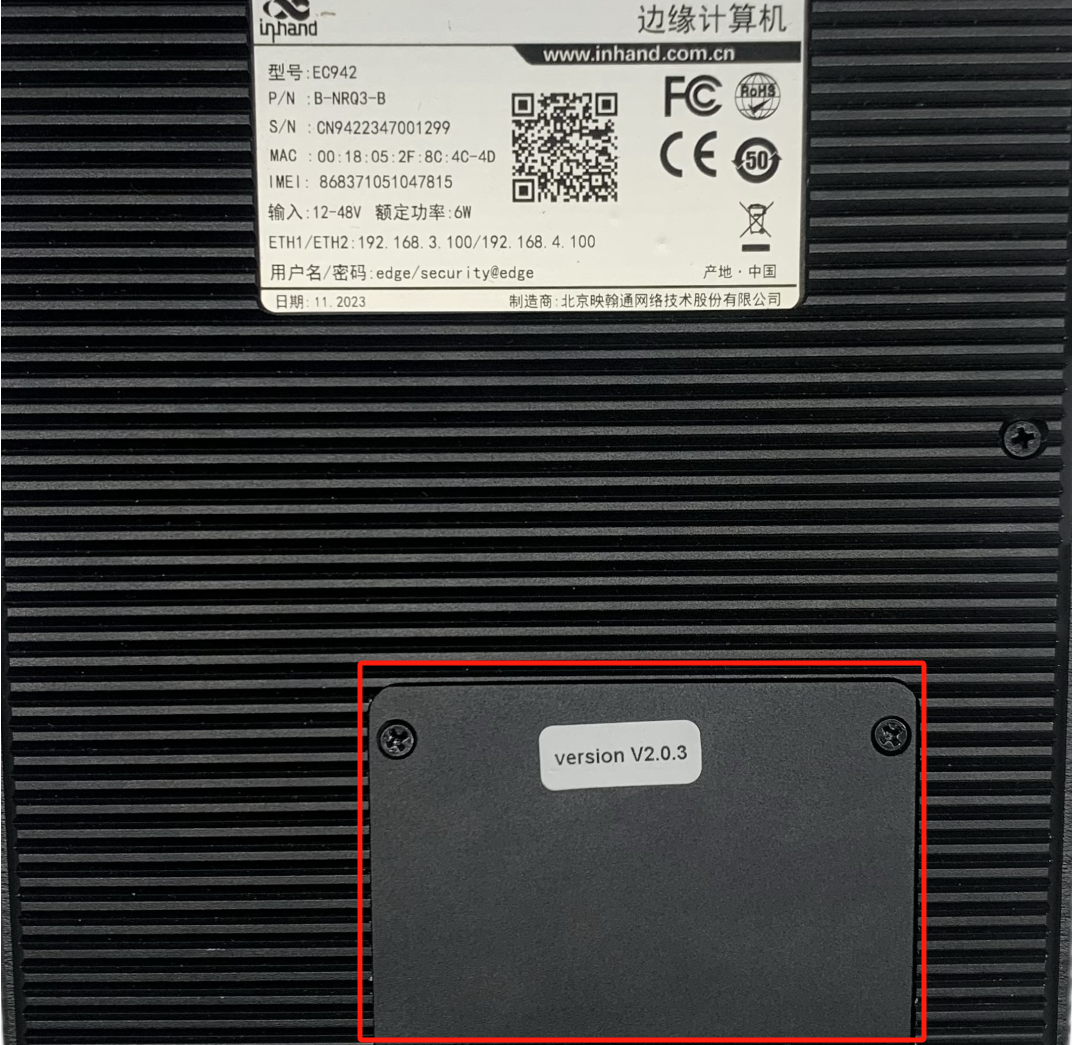 inhand
边缘计算机
www.inhand.com.cn
型号:EC942
P/N :B-NRQ3-B
S/N : CN9422347001299
MAC : 00:18:05:2F:8C:4C-4D
IMEI: 868371051047815
输入:12-48V 额定功率:6W
ETH1/ETH2:192.168.3.100/192.168.4.100
用户名/密码:edge/security@edge
FC
RoHS
CE
50
产地·中国
日期: 11.2023
制造商:北京映翰通网络技术股份有限公司
version V2.0.3